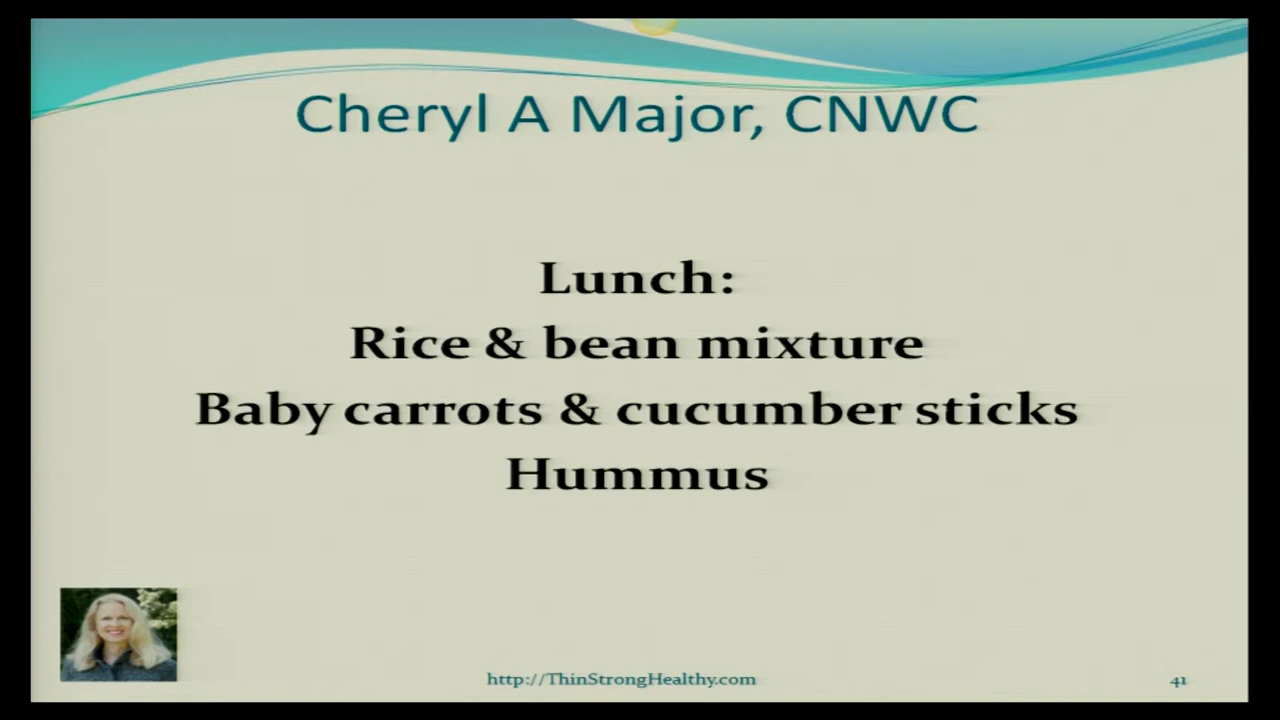 Cheryl A Major, CNWC
Lunch:
Rice & bean mixture
Baby carrots & cucumber sticks
Hummus
http://ThinStrongHealthy.com
41